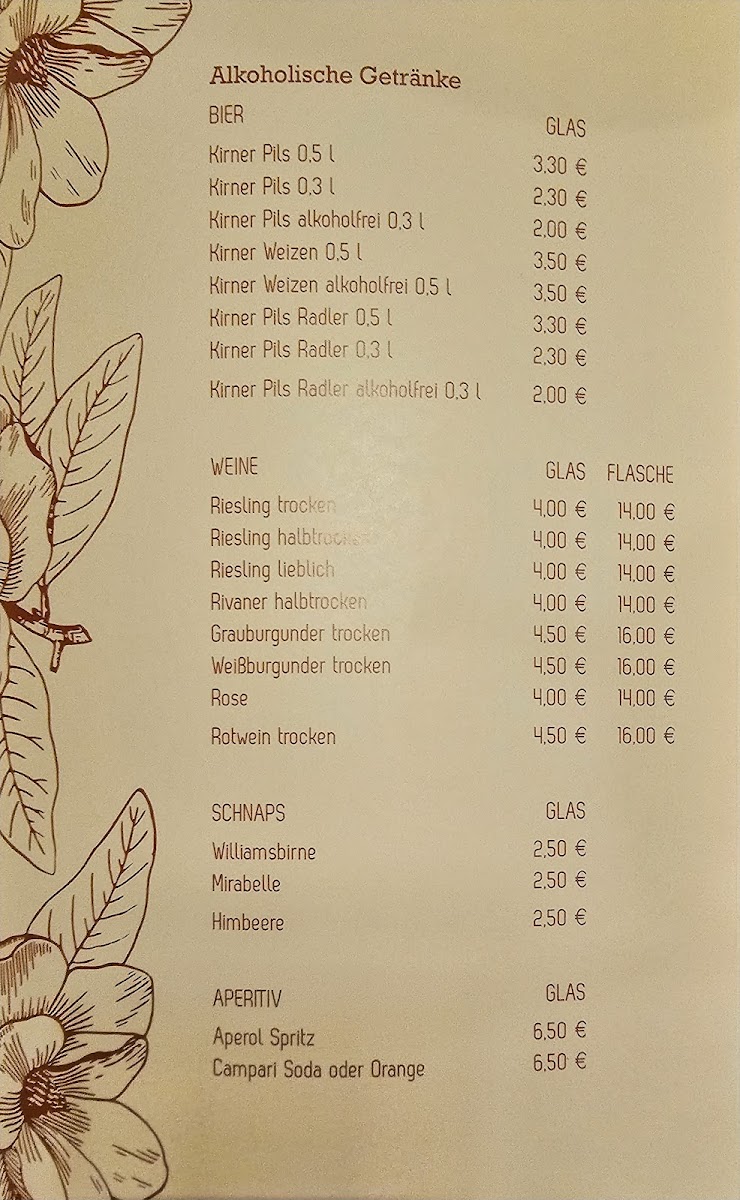 Alkoholische Getränke
BIER GLAS
Kirner Pils 0,5 l 3,30 €
Kirner Pils 0,3 l 2,30 €
Kirner Pils alkoholfrei 0,3 l 2,00 €
Kirner Weizen 0,5 l 3,50 €
Kirner Weizen alkoholfrei 0,5 l 3,50 €
Kirner Pils Radler 0,5 l 3,30 €
Kirner Pils Radler 0,3 l 2,30 €
Kirner Pils Radler alkoholfrei 0,3 l 2,00 €
WEINE GLAS FLASCHE
Riesling trocken 4,00 € 14,00 €
Riesling halbtrocken 4,00 € 14,00 €
Riesling lieblich 4,00 € 14,00 €
Rivaner halbtrocken 4,00 € 14,00 €
Grauburgunder trocken 4,50 € 16,00 €
Weißburgunder trocken 4,50 € 16,00 €
Rose 4,00 € 14,00 €
Rotwein trocken 4,50 € 16,00 €
SCHNAPS GLAS
Williamsbirne 2,50 €
Mirabelle 2,50 €
Himbeere 2,50 €
APERITIV GLAS
Aperol Spritz 6,50 €
Campari Soda oder Orange 6,50 €